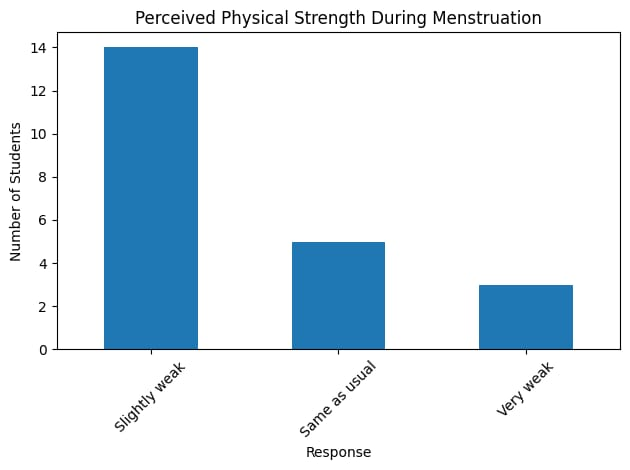 Perceived Physical Strength During Menstruation
Number of Students
14
12
10
8
6
4
2
0
Slightly weak
Same as usual
Very weak
Response